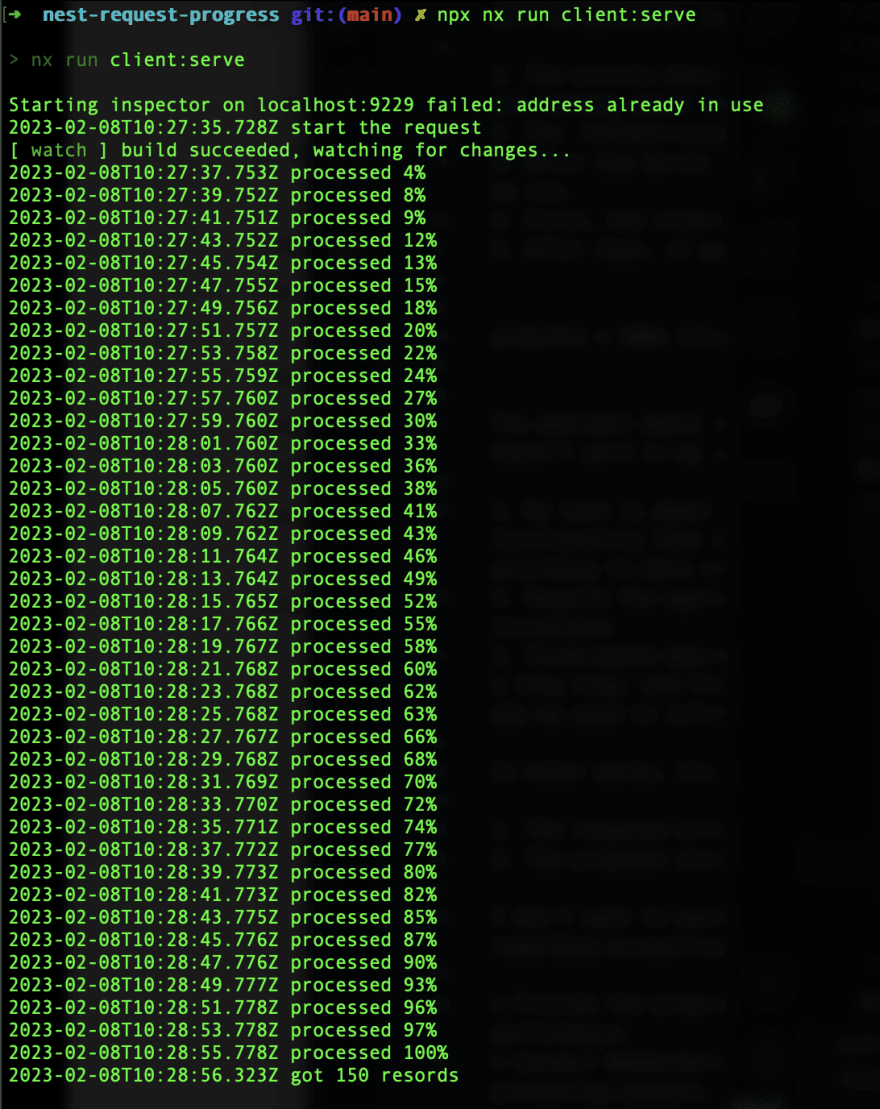 [➜  nest-request-progress git:(main) ✗ npx nx run client:serve
> nx run client:serve
Starting inspector on localhost:9229 failed: address already in use
2023-02-08T10:27:35.728Z start the request
[ watch ] build succeeded, watching for changes...
2023-02-08T10:27:37.753Z processed 4%
2023-02-08T10:27:39.752Z processed 8%
2023-02-08T10:27:41.751Z processed 9%
2023-02-08T10:27:43.752Z processed 12%
2023-02-08T10:27:45.754Z processed 13%
2023-02-08T10:27:47.755Z processed 15%
2023-02-08T10:27:49.756Z processed 18%
2023-02-08T10:27:51.757Z processed 20%
2023-02-08T10:27:53.758Z processed 22%
2023-02-08T10:27:55.759Z processed 24%
2023-02-08T10:27:57.760Z processed 27%
2023-02-08T10:27:59.760Z processed 30%
2023-02-08T10:28:01.760Z processed 33%
2023-02-08T10:28:03.760Z processed 36%
2023-02-08T10:28:05.760Z processed 38%
2023-02-08T10:28:07.762Z processed 41%
2023-02-08T10:28:09.762Z processed 43%
2023-02-08T10:28:11.764Z processed 46%
2023-02-08T10:28:13.764Z processed 49%
2023-02-08T10:28:15.765Z processed 52%
2023-02-08T10:28:17.766Z processed 55%
2023-02-08T10:28:19.767Z processed 58%
2023-02-08T10:28:21.768Z processed 60%
2023-02-08T10:28:23.768Z processed 62%
2023-02-08T10:28:25.768Z processed 63%
2023-02-08T10:28:27.767Z processed 66%
2023-02-08T10:28:29.768Z processed 68%
2023-02-08T10:28:31.769Z processed 70%
2023-02-08T10:28:33.770Z processed 72%
2023-02-08T10:28:35.771Z processed 74%
2023-02-08T10:28:37.772Z processed 77%
2023-02-08T10:28:39.773Z processed 80%
2023-02-08T10:28:41.773Z processed 82%
2023-02-08T10:28:43.775Z processed 85%
2023-02-08T10:28:45.776Z processed 87%
2023-02-08T10:28:47.776Z processed 90%
2023-02-08T10:28:49.777Z processed 93%
2023-02-08T10:28:51.778Z processed 96%
2023-02-08T10:28:53.778Z processed 97%
2023-02-08T10:28:55.778Z processed 100%
2023-02-08T10:28:56.323Z got 150 resords